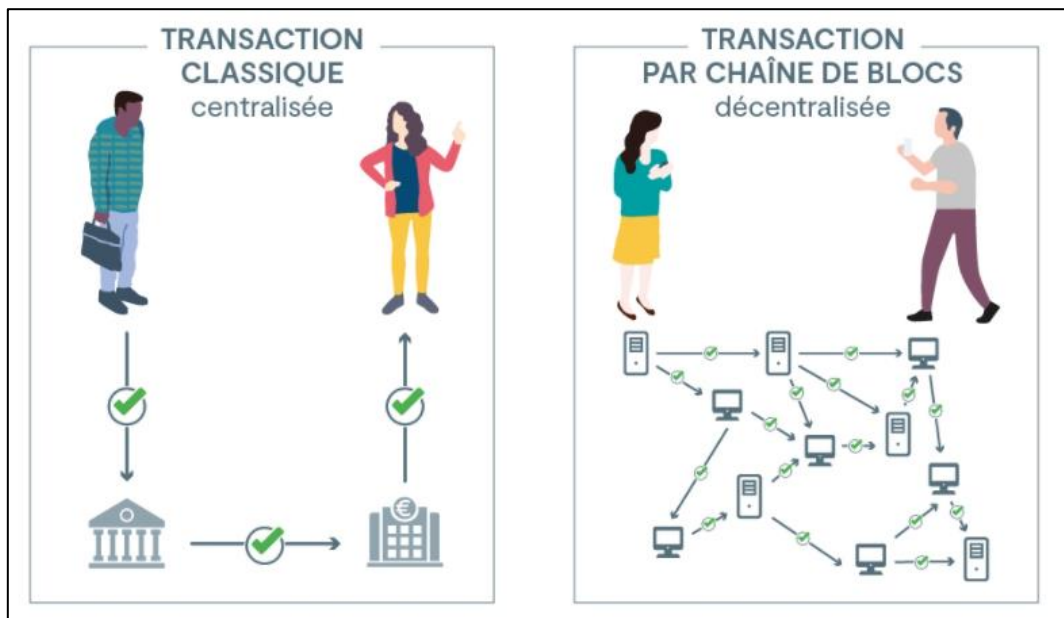 TRANSACTION
CLASSIQUE
centralisée
TRANSACTION
PAR CHAÎNE DE BLOCS
décentralisée
€